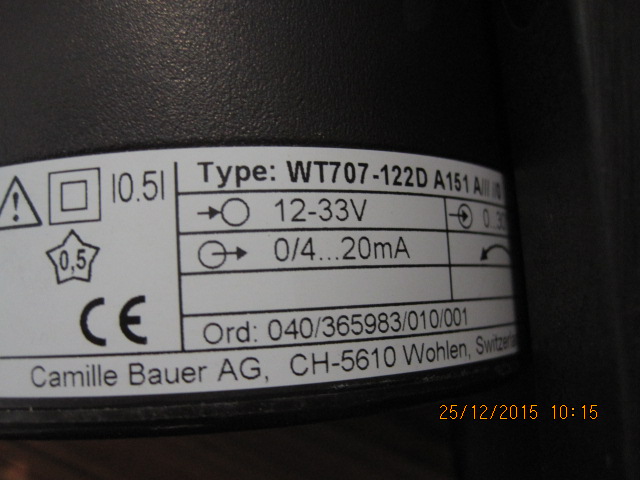 Type: WT707-122D A151 A
|0.5|
12-33V
0/4...20mA
0,5
CE
Ord: 040/365983/010/001
Camille Bauer AG, CH-5610 Wohlen, Switzerland
25/12/2015 10:15